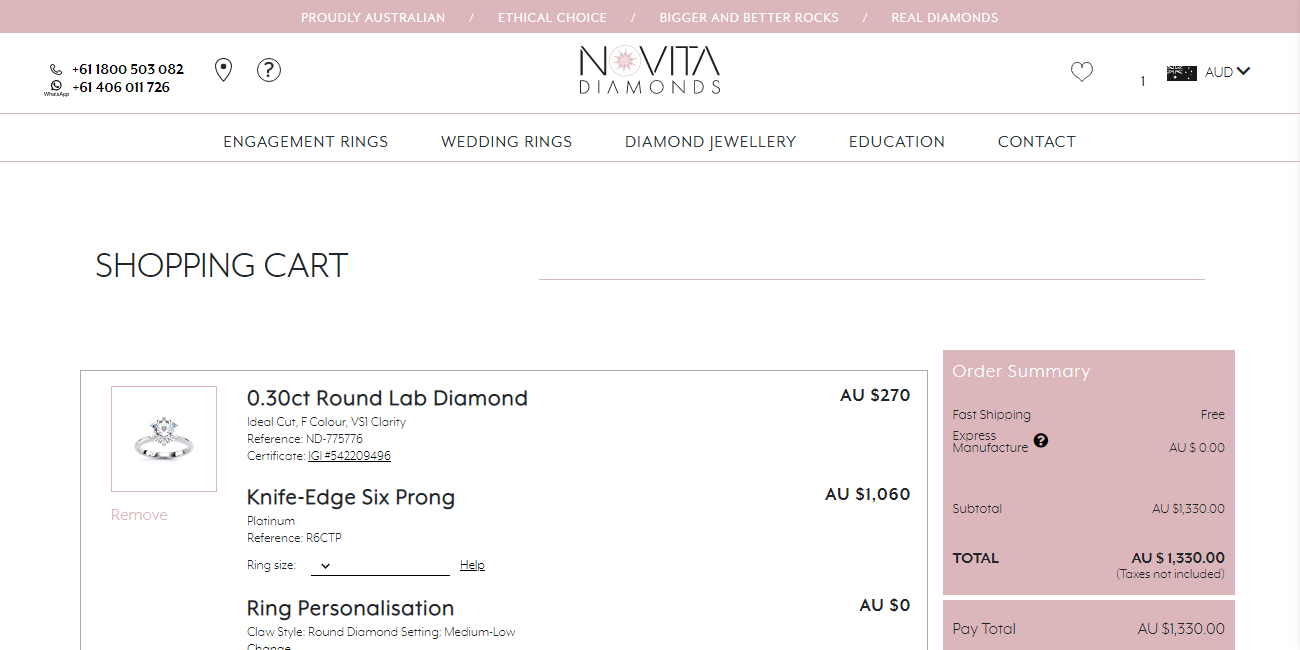 PROUDLY AUSTRALIAN / ETHICAL CHOICE / BIGGER AND BETTER ROCKS / REAL DIAMONDS
+61 1800 503 082
WhatsApp +61 406 011 726
?
NOVITA
DIAMONDS
1
AUD
ENGAGEMENT RINGS WEDDING RINGS DIAMOND JEWELLERY EDUCATION CONTACT
SHOPPING CART
0.30ct Round Lab Diamond AU $270
Ideal Cut, F Colour, VS1 Clarity
Reference: ND-775776
Certificate: IGI #542209496
Remove
Knife-Edge Six Prong AU $1,060
Platinum
Reference: R6CTP
Ring size: Help
Ring Personalisation AU $0
Claw Style: Round Diamond Setting: Medium-Low
Change
Order Summary
Fast Shipping Free
Express
Manufacture ? AU $ 0.00
Subtotal AU $1,330.00
TOTAL AU $ 1,330.00
(Taxes not included)
Pay Total AU $1,330.00